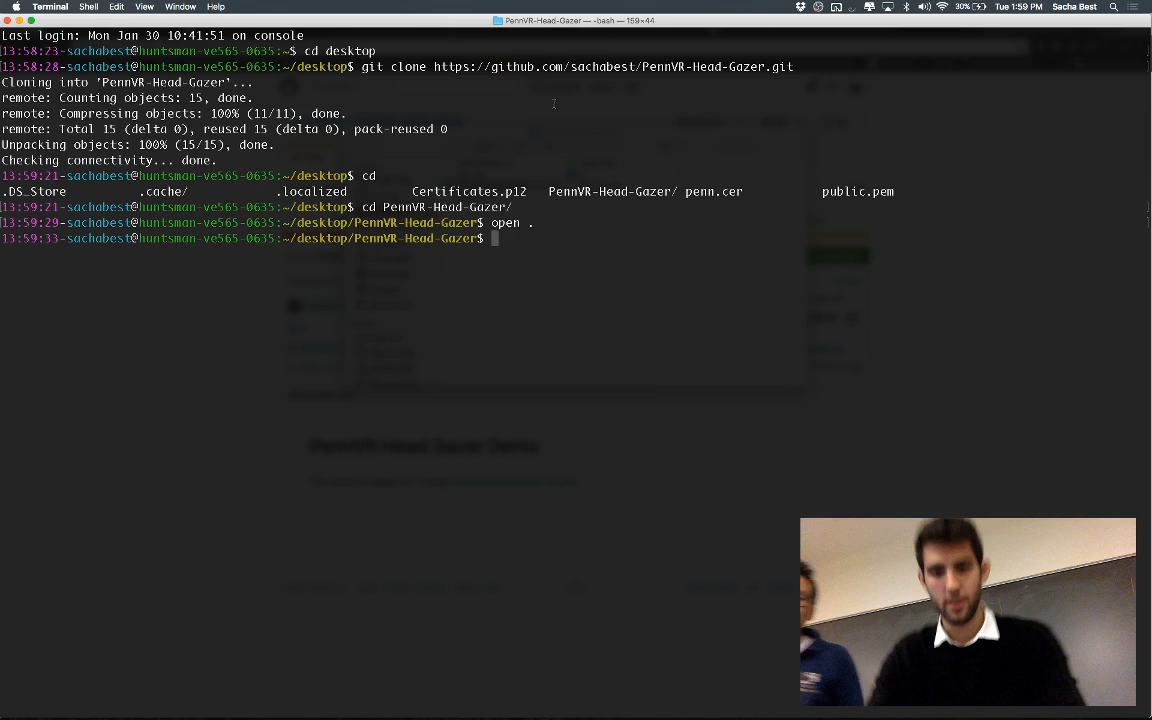 Terminal Shell Edit View Window Help 30% Tue 1:59 PM Sacha Best
PennVR-Head-Gazer — -bash — 159×44
Last login: Mon Jan 30 10:41:51 on console
[13:58:23-sachabest@huntsman-ve565-0635:~$ cd desktop
[13:58:28-sachabest@huntsman-ve565-0635:~/desktop$ git clone https://github.com/sachabest/PennVR-Head-Gazer.git
Cloning into 'PennVR-Head-Gazer'...
remote: Counting objects: 15, done.
remote: Compressing objects: 100% (11/11), done.
remote: Total 15 (delta 0), reused 15 (delta 0), pack-reused 0
Unpacking objects: 100% (15/15), done.
Checking connectivity... done.
13:59:21-sachabest@huntsman-ve565-0635:~/desktop$ cd
.DS_Store .cache/ .localized Certificates.p12 PennVR-Head-Gazer/ penn.cer public.pem
[13:59:21-sachabest@huntsman-ve565-0635:~/desktop$ cd PennVR-Head-Gazer/
[13:59:29-sachabest@huntsman-ve565-0635:~/desktop/PennVR-Head-Gazer$ open .
13:59:33-sachabest@huntsman-ve565-0635:~/desktop/PennVR-Head-Gazer$
PennVR-Head Gazer Demo